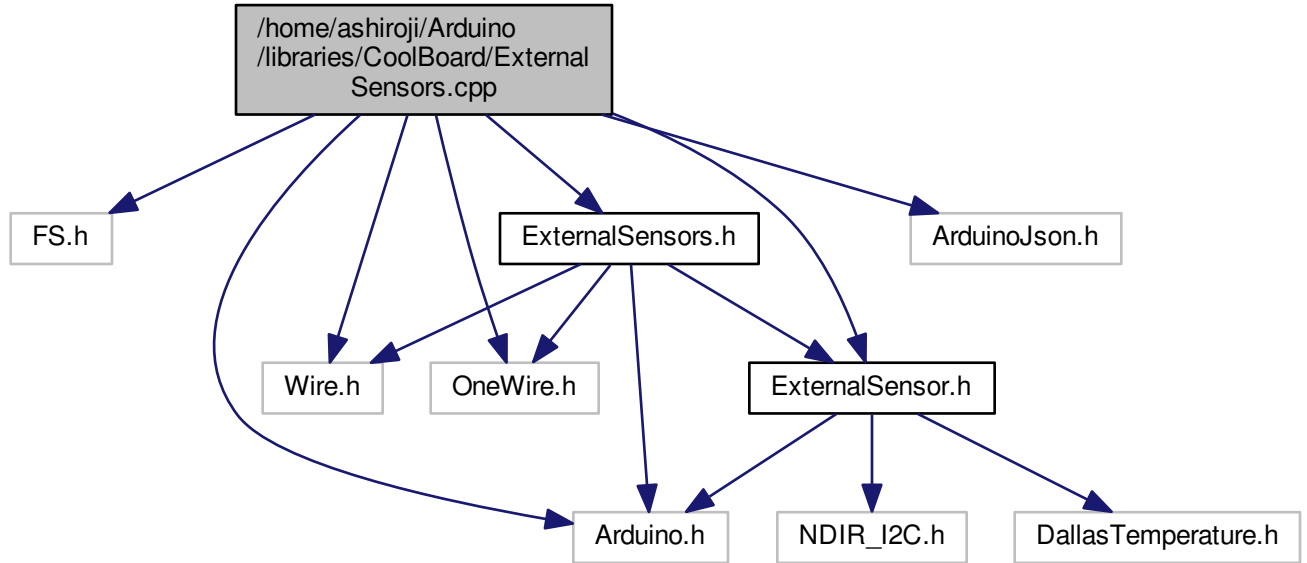 /home/ashiroji/Arduino
/libraries/CoolBoard/External
Sensors.cpp
FS.h
ExternalSensors.h
ArduinoJson.h
Wire.h
OneWire.h
ExternalSensor.h
Arduino.h
NDIR_I2C.h
DallasTemperature.h